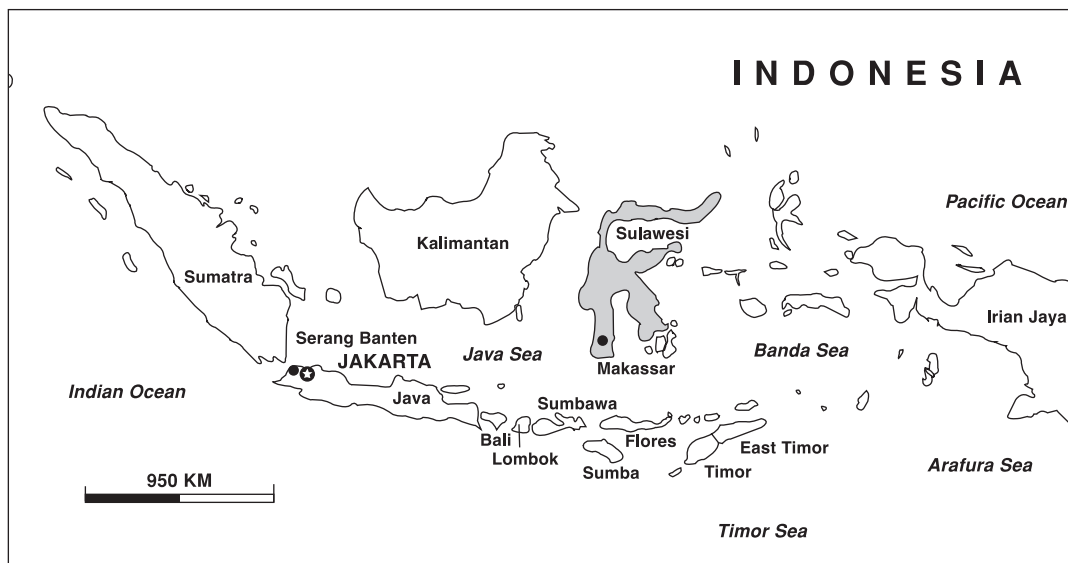 INDONESIA
Pacific Ocean
Sulawesi
Kalimantan
Sumatra
Irian Jaya
Serang Banten
JAKARTA
Java Sea
Banda Sea
Makassar
Indian Ocean
Java
Sumbawa
Bali
Lombok
Flores
East Timor
Sumba
Timor
Arafura Sea
950 KM
Timor Sea